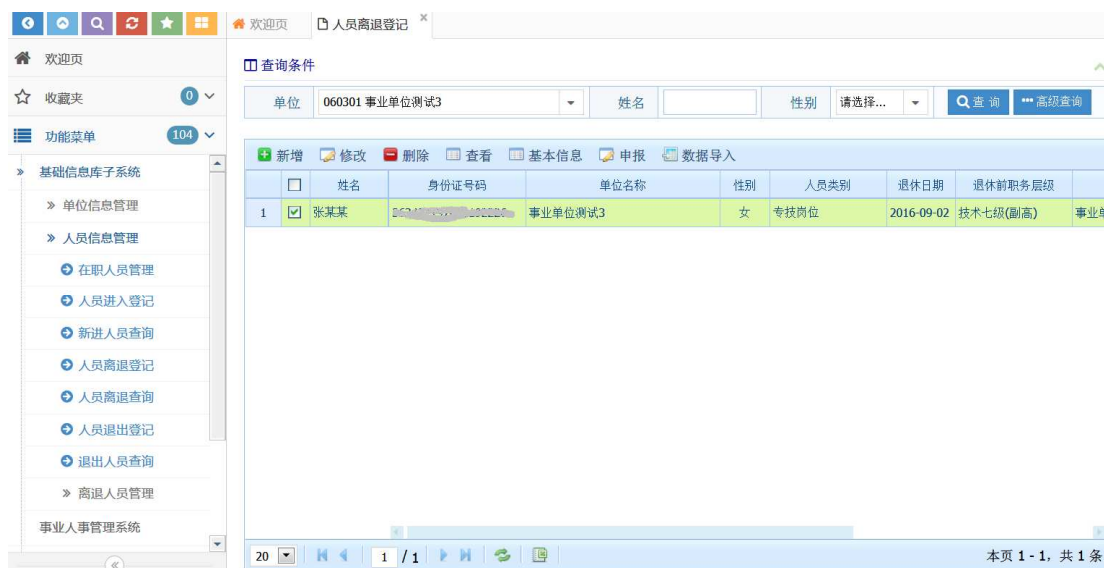 欢迎页 人员离退登记
欢迎页
收藏夹 0
功能菜单 104
基础信息库子系统
单位信息管理
人员信息管理
在职人员管理
人员进入登记
新进人员查询
人员离退登记
人员离退查询
人员退出登记
退出人员查询
离退人员管理
事业人事管理系统
查询条件
单位 060301 事业单位测试3 姓名 性别 请选择... 查 询 高级查询
新增 修改 删除 查看 基本信息 申报 数据导入
姓名 身份证号码 单位名称 性别 人员类别 退休日期 退休前职务层级
1 张某某 事业单位测试3 女 专技岗位 2016-09-02 技术七级(副高) 事业
20 1 / 1 本页 1 - 1, 共 1 条